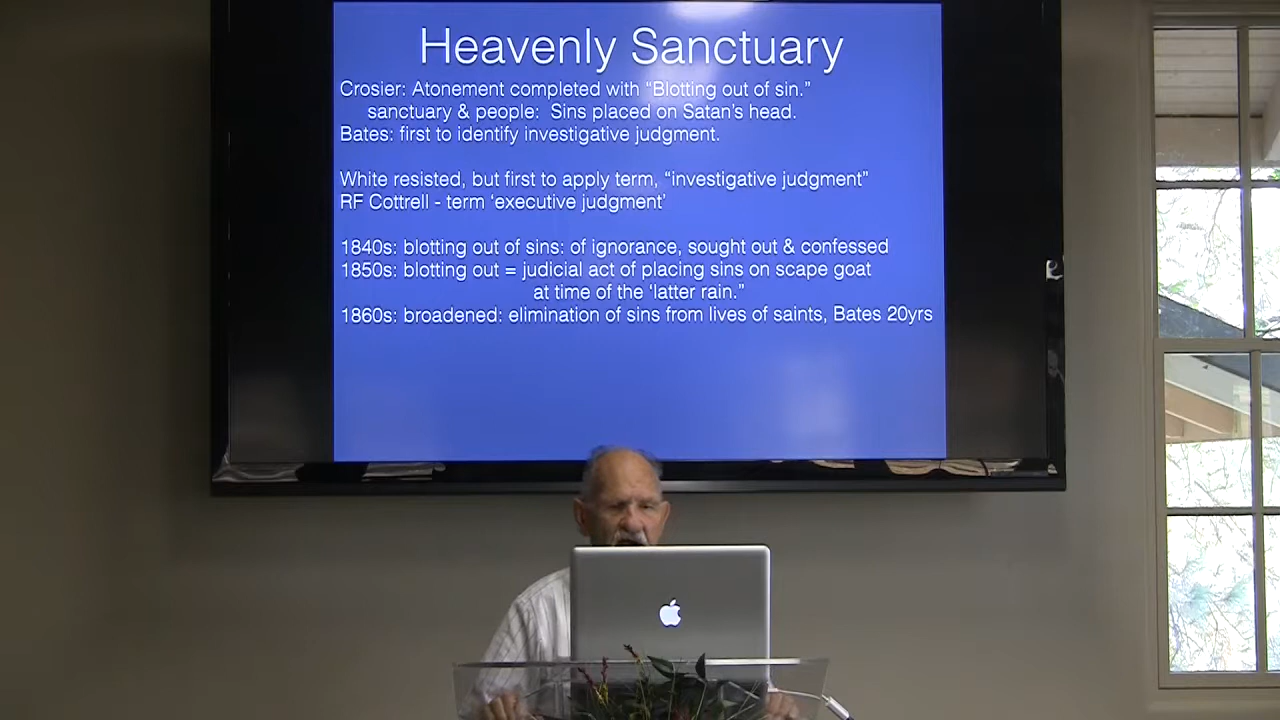 Heavenly Sanctuary
Crosier: Atonement completed with “Blotting out of sin.”
sanctuary & people: Sins placed on Satan’s head.
Bates: first to identify investigative judgment.
White resisted, but first to apply term, “investigative judgment”
RF Cottrell - term ‘executive judgment’
1840s: blotting out of sins: of ignorance, sought out & confessed
1850s: blotting out = judicial act of placing sins on scape goat
at time of the ‘latter rain.”
1860s: broadened: elimination of sins from lives of saints, Bates 20yrs